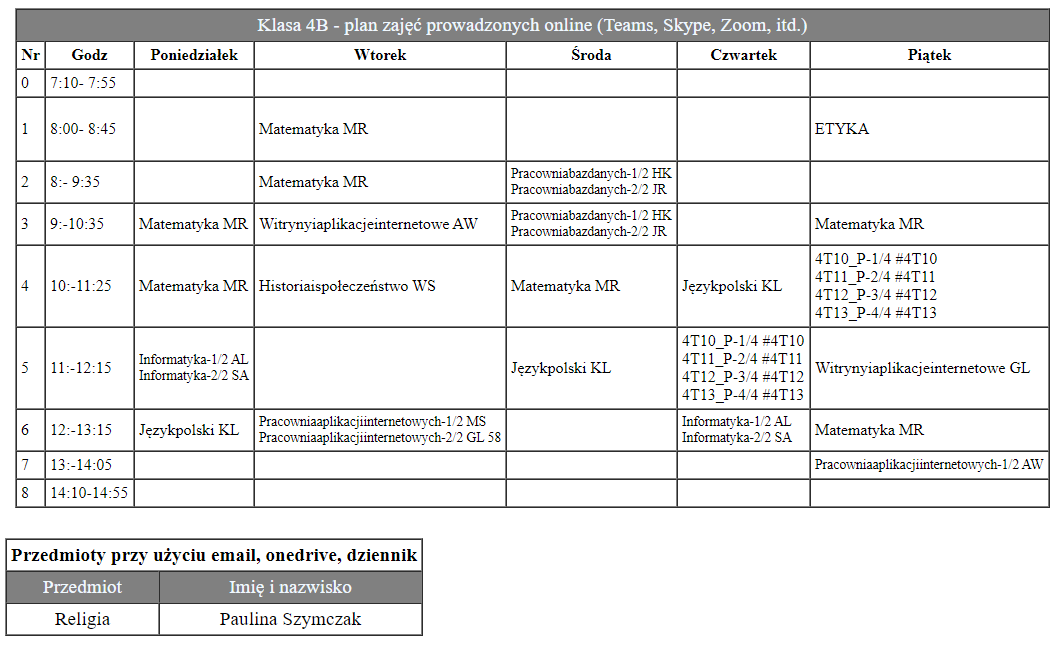 Klasa 4B - plan zajęć prowadzonych online (Teams, Skype, Zoom, itd.)
Nr Godz Poniedziałek Wtorek Środa Czwartek Piątek
0 7:10- 7:55
1 8:00- 8:45 Matematyka MR ETYKA
2 8:- 9:35 Matematyka MR Pracowniabazdanych-1/2 HK
Pracowniabazdanych-2/2 JR
3 9:-10:35 Matematyka MR Witrynyiaplikacjeinternetowe AW Pracowniabazdanych-1/2 HK
Pracowniabazdanych-2/2 JR
Matematyka MR
4 10:-11:25 Matematyka MR Historiaispołeczeństwo WS Matematyka MR Językpolski KL 4T10_P-1/4 #4T10
4T11_P-2/4 #4T11
4T12_P-3/4 #4T12
4T13_P-4/4 #4T13
5 11:-12:15 Informatyka-1/2 AL
Informatyka-2/2 SA
Językpolski KL 4T10_P-1/4 #4T10
4T11_P-2/4 #4T11
4T12_P-3/4 #4T12
4T13_P-4/4 #4T13
Witrynyiaplikacjeinternetowe GL
6 12:-13:15 Językpolski KL Pracowniaaplikacjiinternetowych-1/2 MS
Pracowniaaplikacjiinternetowych-2/2 GL 58
Informatyka-1/2 AL
Informatyka-2/2 SA
Matematyka MR
7 13:-14:05 Pracowniaaplikacjiinternetowych-1/2 AW
8 14:10-14:55
Przedmioty przy użyciu email, onedrive, dziennik
Przedmiot Imię i nazwisko
Religia Paulina Szymczak